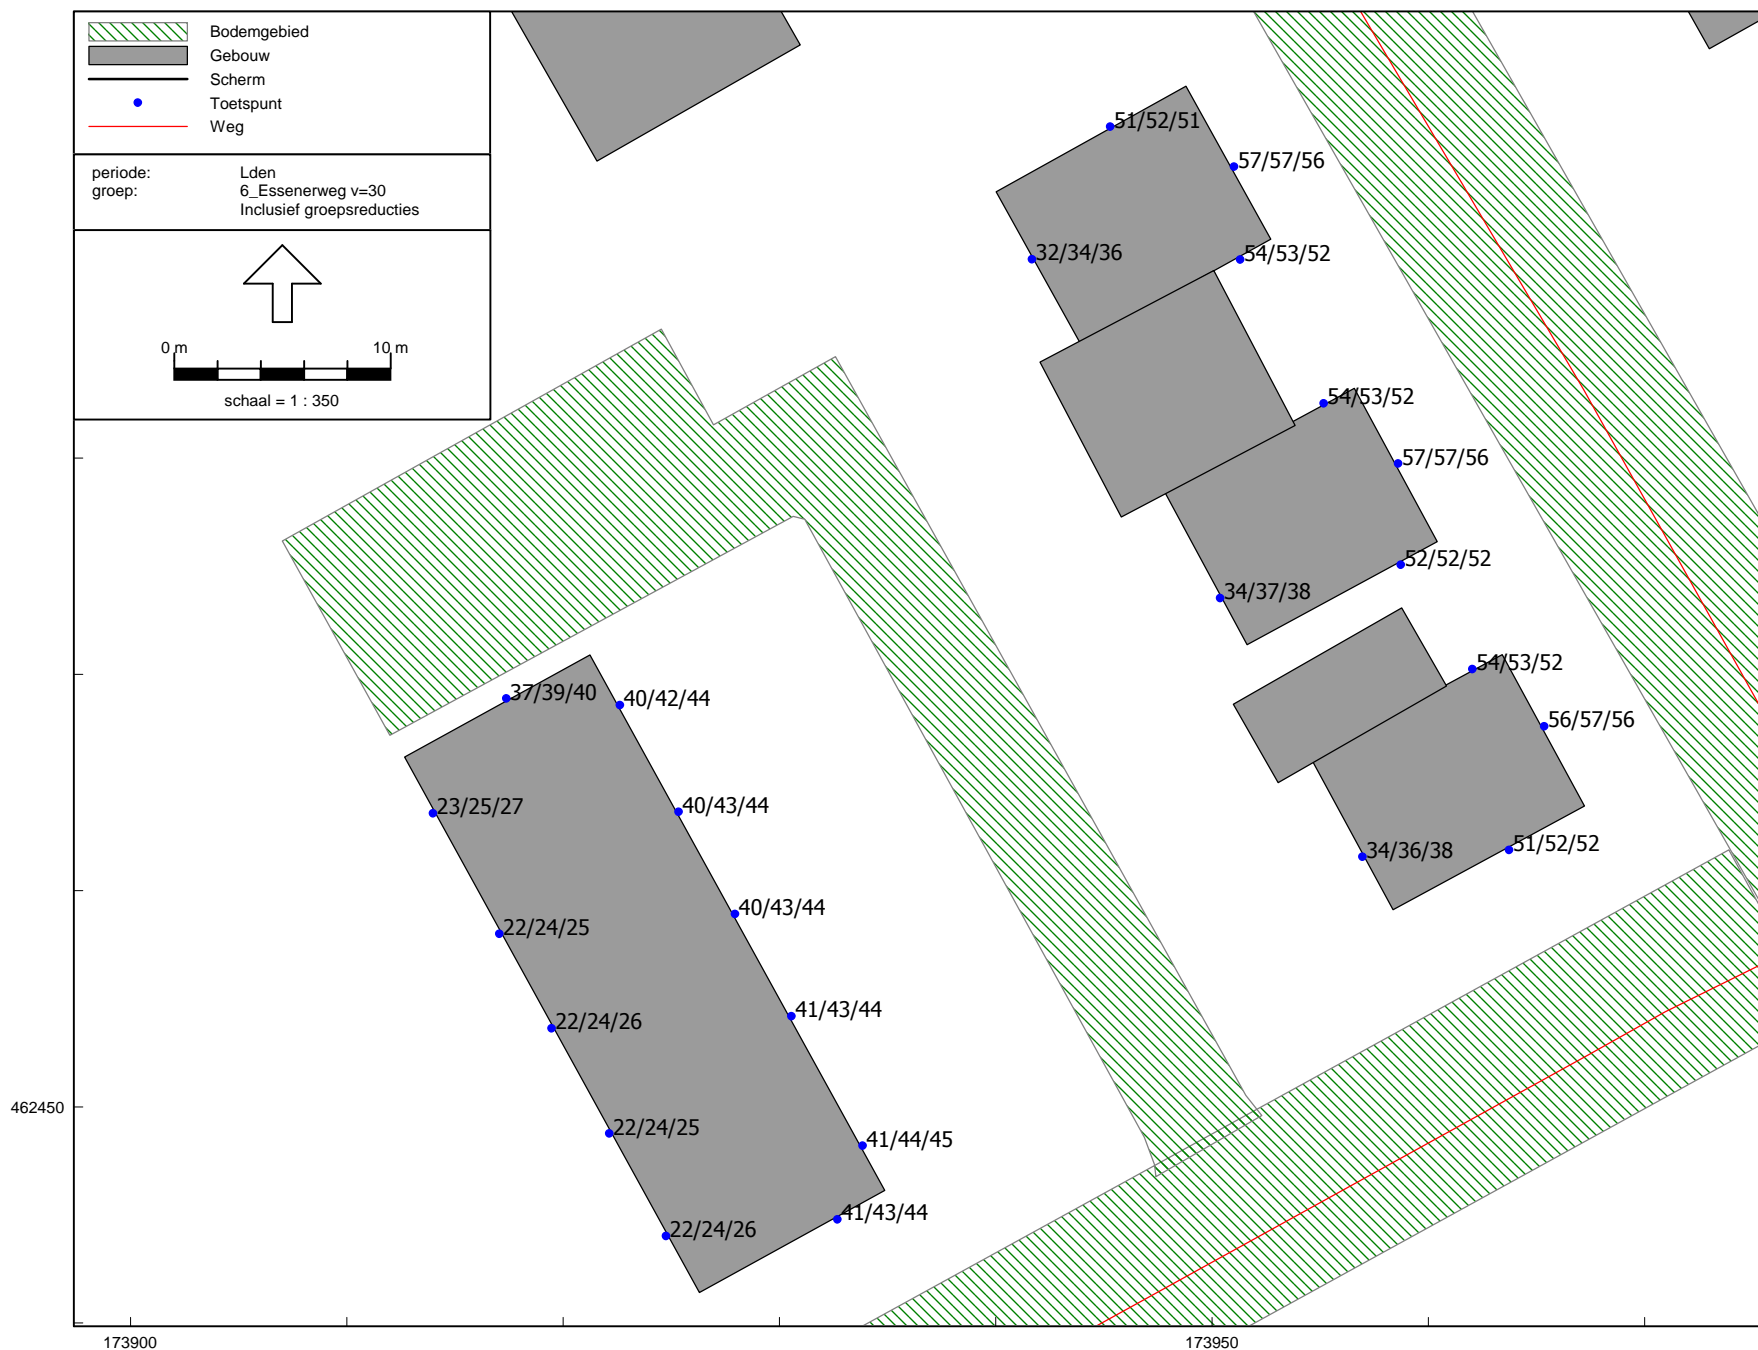 Bodemgebied
Gebouw
Scherm
Toetspunt
Weg
periode: Lden
groep: 6_Essenerweg v=30
Inclusief groepsreducties
0 m 10 m
schaal = 1 : 350
51/52/51
57/57/56
32/34/36
54/53/52
54/53/52
57/57/56
52/52/52
34/37/38
54/53/52
56/57/56
51/52/52
34/36/38
37/39/40
40/42/44
23/25/27
40/43/44
40/43/44
22/24/25
41/43/44
22/24/26
22/24/25
41/44/45
41/43/44
22/24/26
462450
173900 173950